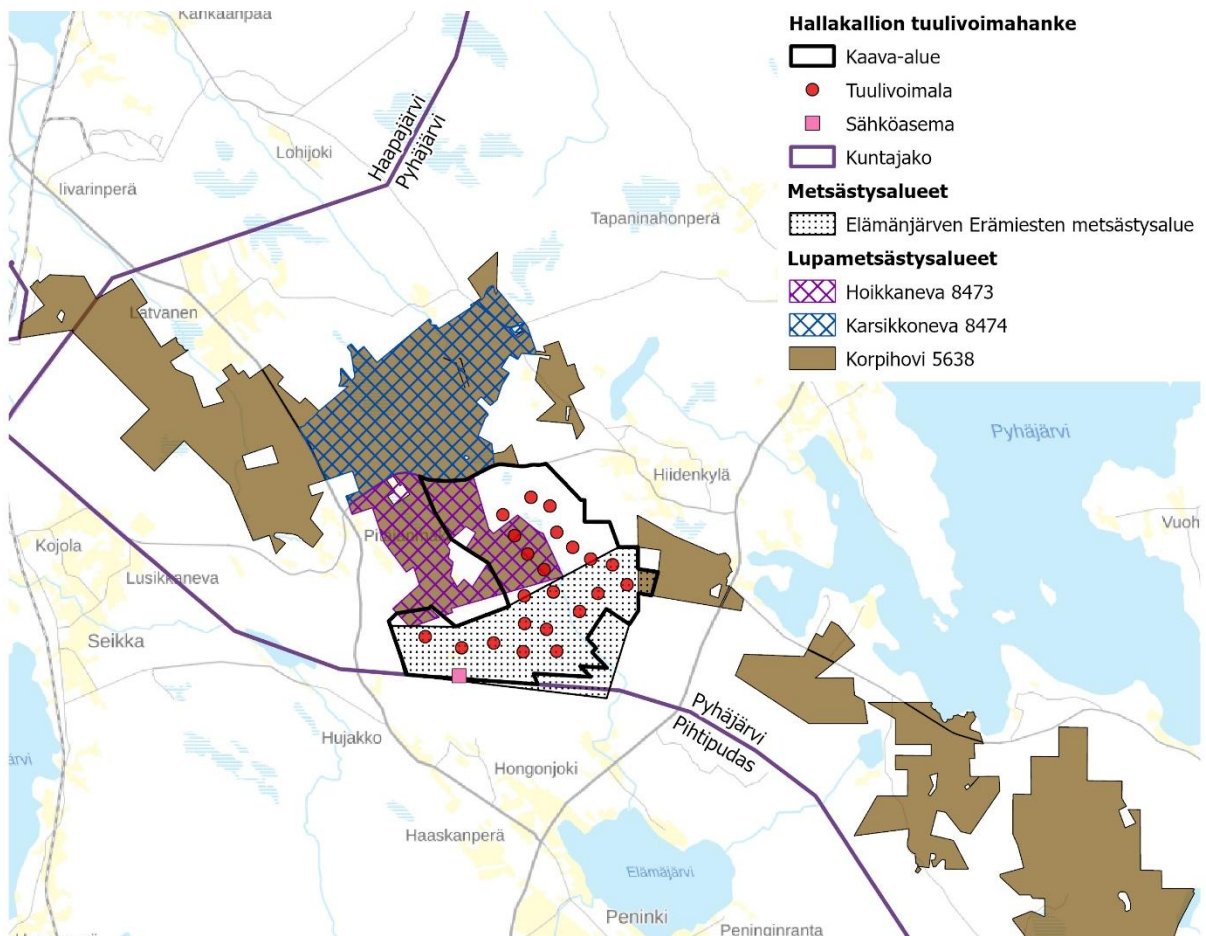 Kankaanpää
Haapajärvi
Pyhäjärvi
Lohijoki
Iivarinperä
Tapaninahonperä
Latvanen
Hiidenkylä
Pyhäjärvi
Kojola
Lusikkaneva
Seikka
Hujakko
Hongonjoki
Haaskanperä
Pyhäjärvi
Pihtipudas
Elämäjärvi
Peninki
Peninginranta
Vuoh
ärvi
Hallakallion tuulivoimahanke
Kaava-alue
Tuulivoimala
Sähköasema
Kuntajako
Metsästysalueet
Elämänjärven Erämiesten metsästysalue
Lupametsästysalueet
Hoikkaneva 8473
Karsikkoneva 8474
Korpihovi 5638